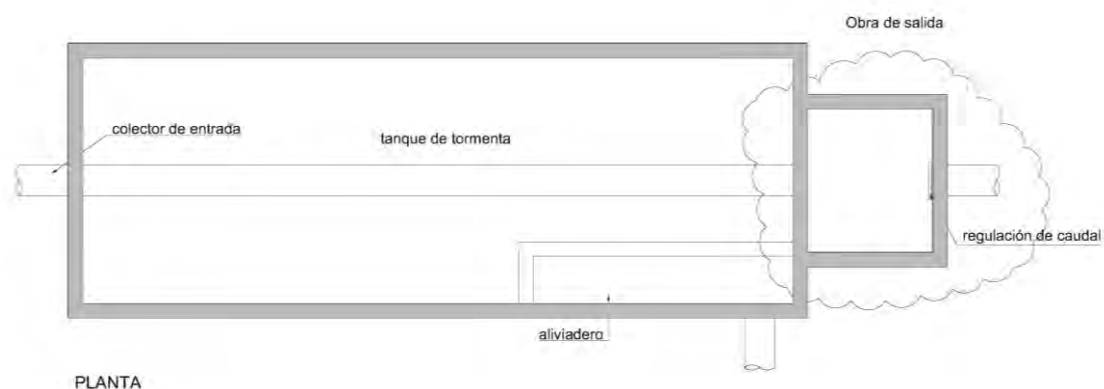 Obra de salida
colector de entrada
tanque de tormenta
regulación de caudal
aliviadero
PLANTA